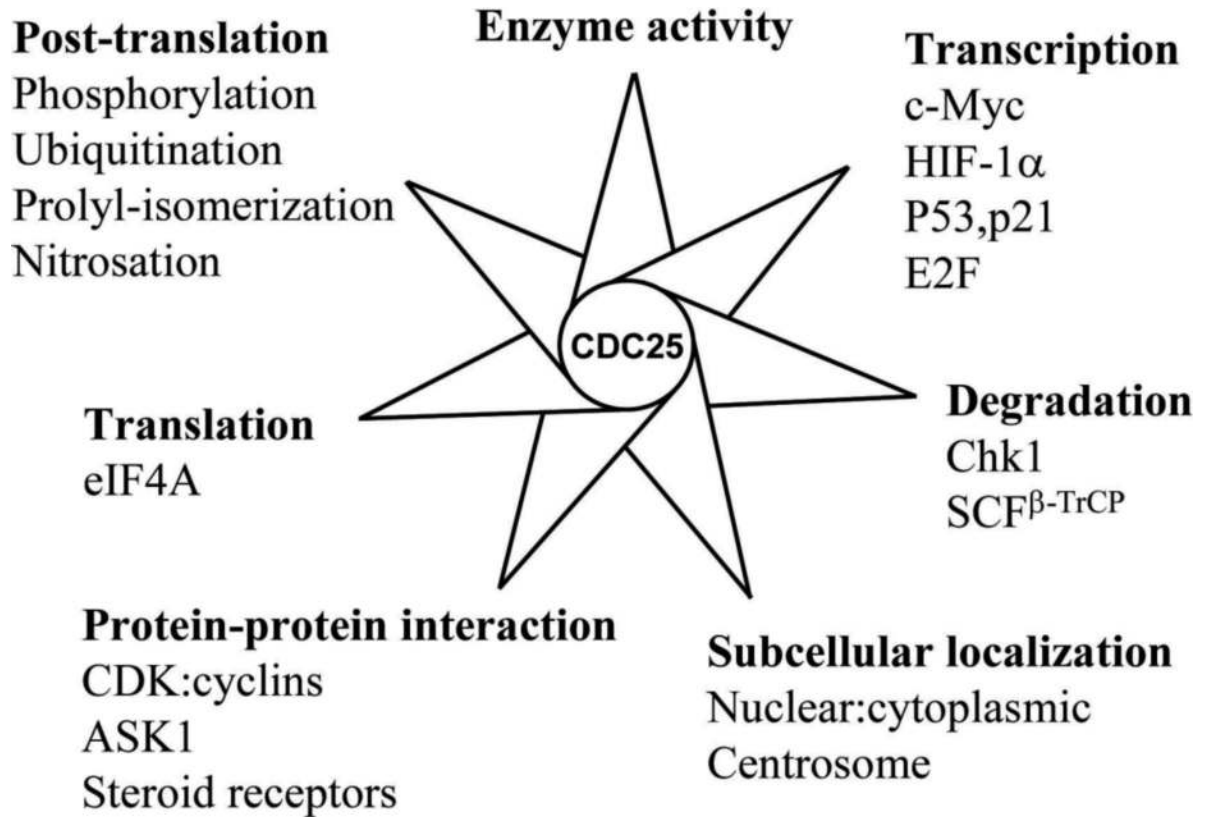 Post-translation
Phosphorylation
Ubiquitination
Prolyl-isomerization
Nitrosation
Enzyme activity
Transcription
c-Myc
HIF-1α
P53,p21
E2F
CDC25
Translation
eIF4A
Degradation
Chk1
SCFβ-TrCP
Protein-protein interaction
CDK:cyclins
ASK1
Steroid receptors
Subcellular localization
Nuclear:cytoplasmic
Centrosome